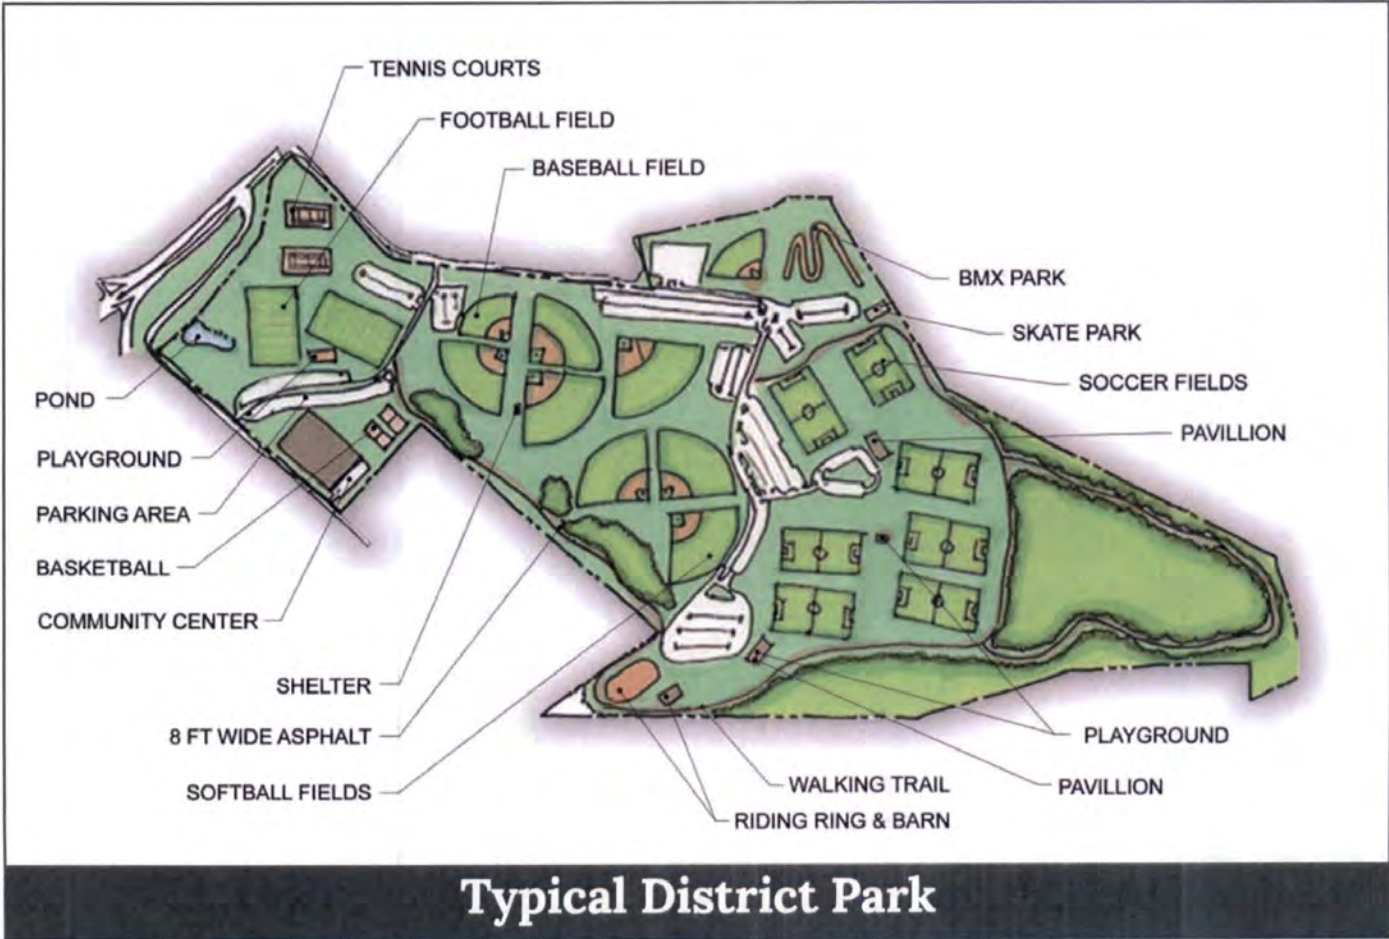 TENNIS COURTS
FOOTBALL FIELD
BASEBALL FIELD
BMX PARK
SKATE PARK
SOCCER FIELDS
PAVILLION
POND
PLAYGROUND
PARKING AREA
BASKETBALL
COMMUNITY CENTER
SHELTER
8 FT WIDE ASPHALT
SOFTBALL FIELDS
PLAYGROUND
WALKING TRAIL
PAVILLION
RIDING RING & BARN
Typical District Park